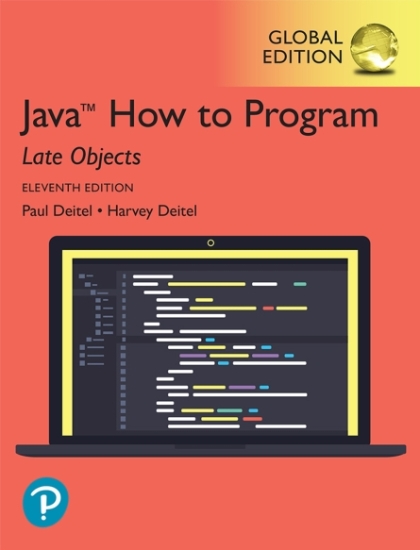 GLOBAL
EDITION
Java™ How to Program
Late Objects
ELEVENTH EDITION
Paul Deitel • Harvey Deitel
P